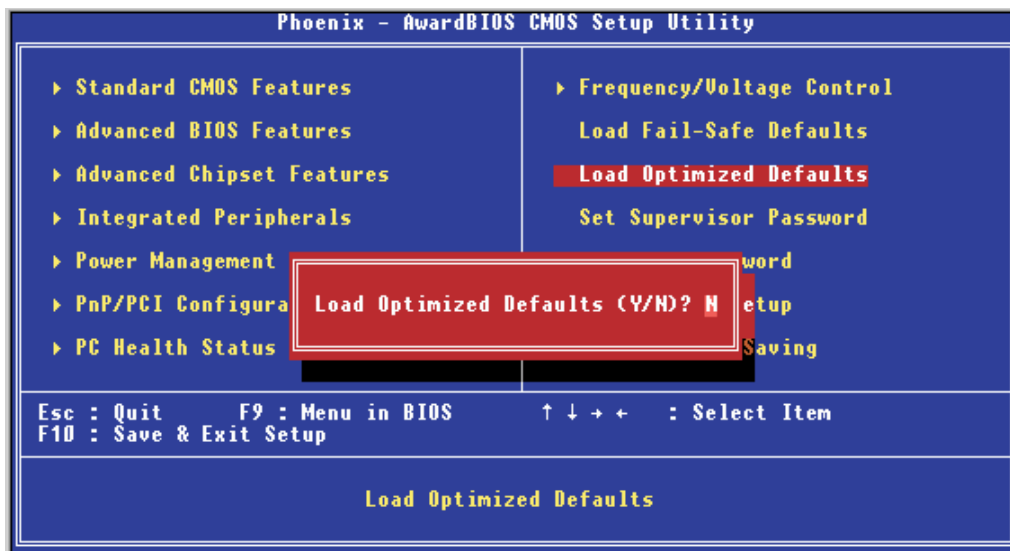 Phoenix - AwardBIOS CMOS Setup Utility
Standard CMOS Features
Advanced BIOS Features
Advanced Chipset Features
Integrated Peripherals
Power Management
PnP/PCI Configura
PC Health Status
Frequency/Voltage Control
Load Fail-Safe Defaults
Load Optimized Defaults
Set Supervisor Password
word
etup
Saving
Load Optimized Defaults (Y/N)? N
Esc : Quit F9 : Menu in BIOS ↑ ↓ → ← : Select Item
F10 : Save & Exit Setup
Load Optimized Defaults